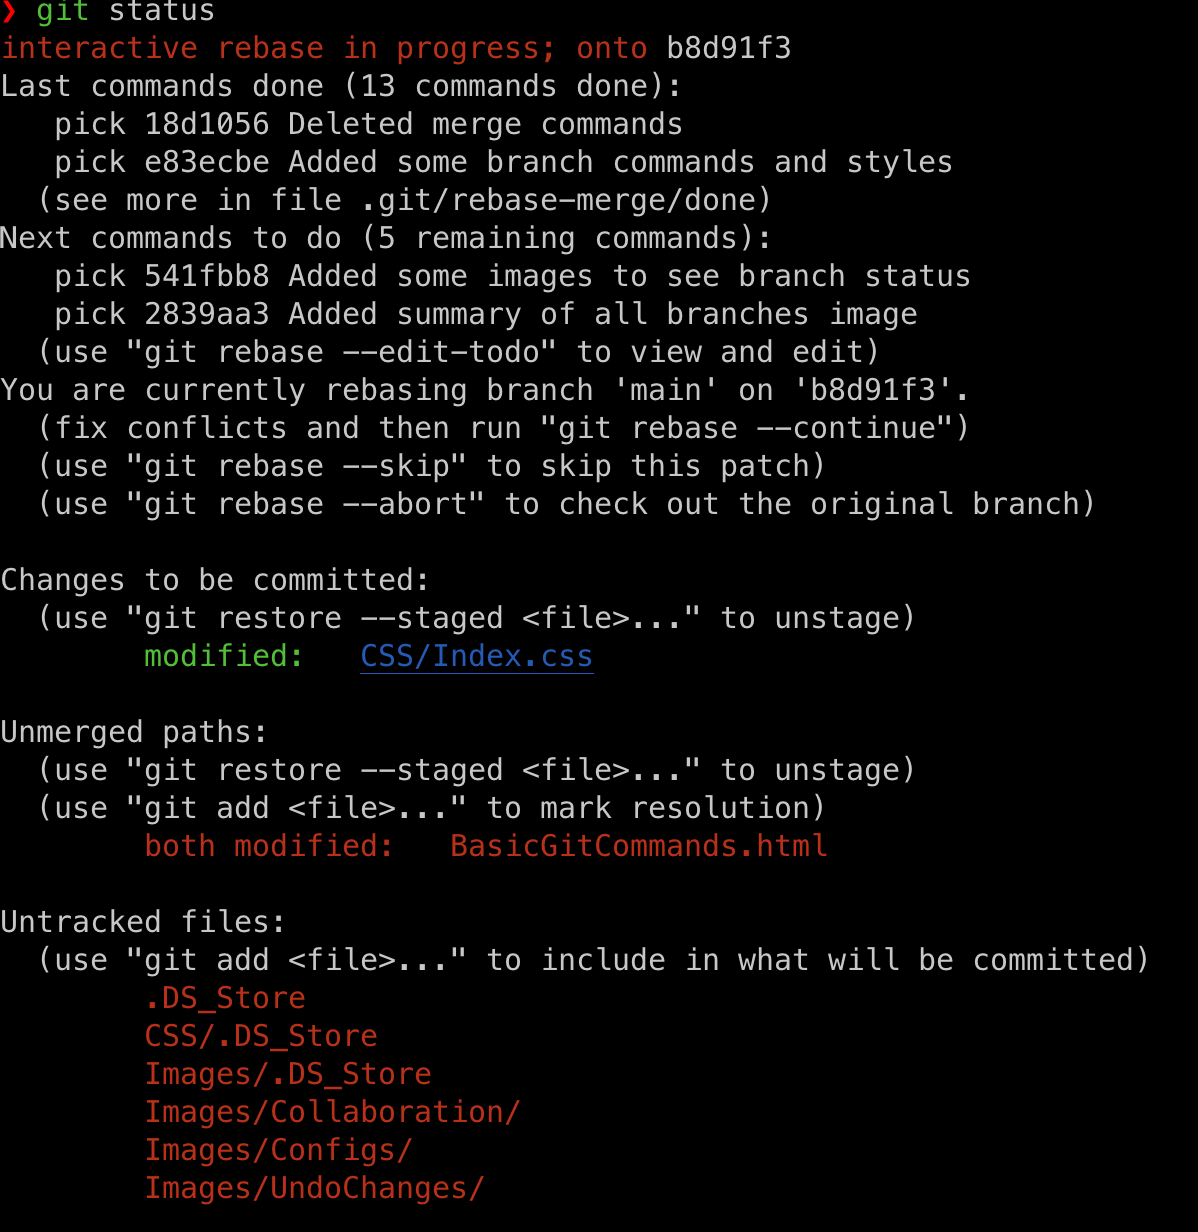 ❯ git status
interactive rebase in progress; onto b8d91f3
Last commands done (13 commands done):
   pick 18d1056 Deleted merge commands
   pick e83ecbe Added some branch commands and styles
  (see more in file .git/rebase-merge/done)
Next commands to do (5 remaining commands):
   pick 541fbb8 Added some images to see branch status
   pick 2839aa3 Added summary of all branches image
  (use "git rebase --edit-todo" to view and edit)
You are currently rebasing branch 'main' on 'b8d91f3'.
  (fix conflicts and then run "git rebase --continue")
  (use "git rebase --skip" to skip this patch)
  (use "git rebase --abort" to check out the original branch)

Changes to be committed:
  (use "git restore --staged <file>..." to unstage)
        modified:   CSS/Index.css

Unmerged paths:
  (use "git restore --staged <file>..." to unstage)
  (use "git add <file>..." to mark resolution)
        both modified:   BasicGitCommands.html

Untracked files:
  (use "git add <file>..." to include in what will be committed)
        .DS_Store
        CSS/.DS_Store
        Images/.DS_Store
        Images/Collaboration/
        Images/Configs/
        Images/UndoChanges/